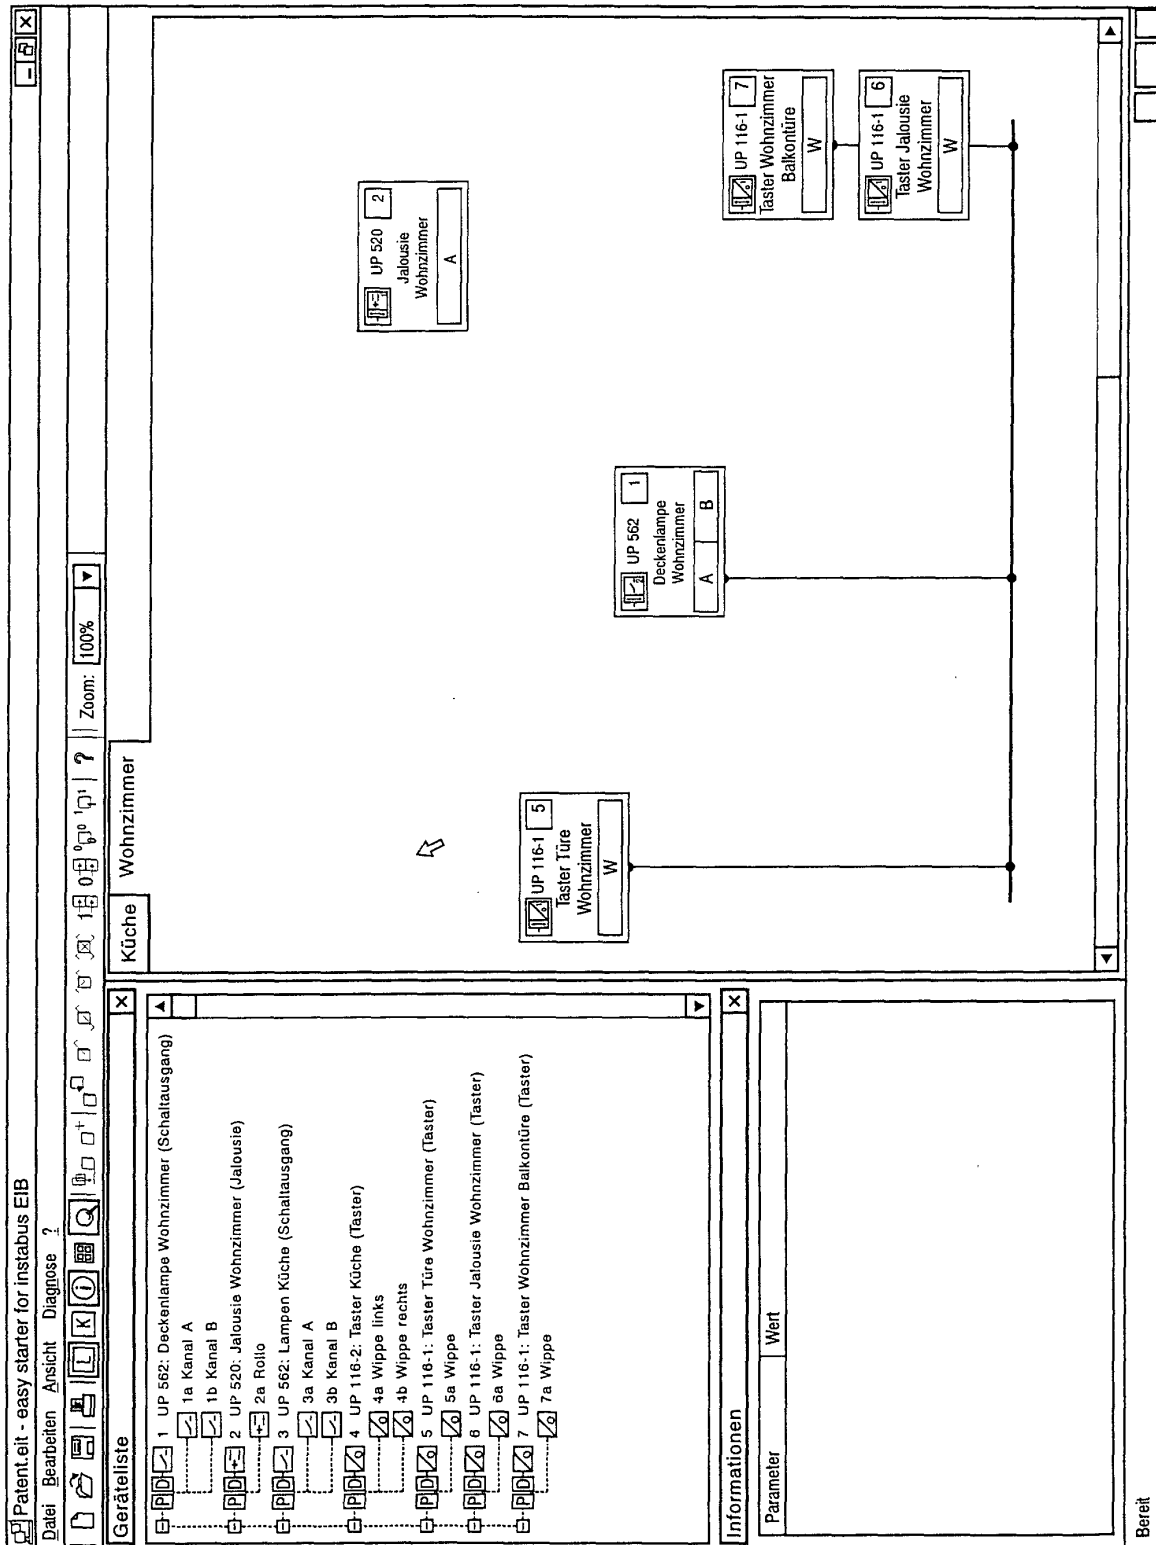 Patent.eit - easy starter for instabus EIB
Datei Bearbeiten Ansicht Diagnose ?
L K i 1 0 ? Zoom: 100%
Geräteliste
P D 1 UP 562: Deckenlampe Wohnzimmer (Schaltausgang)
1a Kanal A
1b Kanal B
P D 2 UP 520: Jalousie Wohnzimmer (Jalousie)
2a Rollo
P D 3 UP 562: Lampen Küche (Schaltausgang)
3a Kanal A
3b Kanal B
P D 4 UP 116-2: Taster Küche (Taster)
4a Wippe links
4b Wippe rechts
P D 5 UP 116-1: Taster Türe Wohnzimmer (Taster)
5a Wippe
P D 6 UP 116-1: Taster Jalousie Wohnzimmer (Taster)
6a Wippe
P D 7 UP 116-1: Taster Wohnzimmer Balkontüre (Taster)
7a Wippe
Informationen
Parameter Wert
Küche Wohnzimmer
UP 116-1 5
Taster Türe
Wohnzimmer
W
UP 562 1
Deckenlampe
Wohnzimmer
A B
UP 520 2
Jalousie
Wohnzimmer
A
UP 116-1 7
Taster Wohnzimmer
Balkontüre
W
UP 116-1 6
Taster Jalousie
Wohnzimmer
W
Bereit